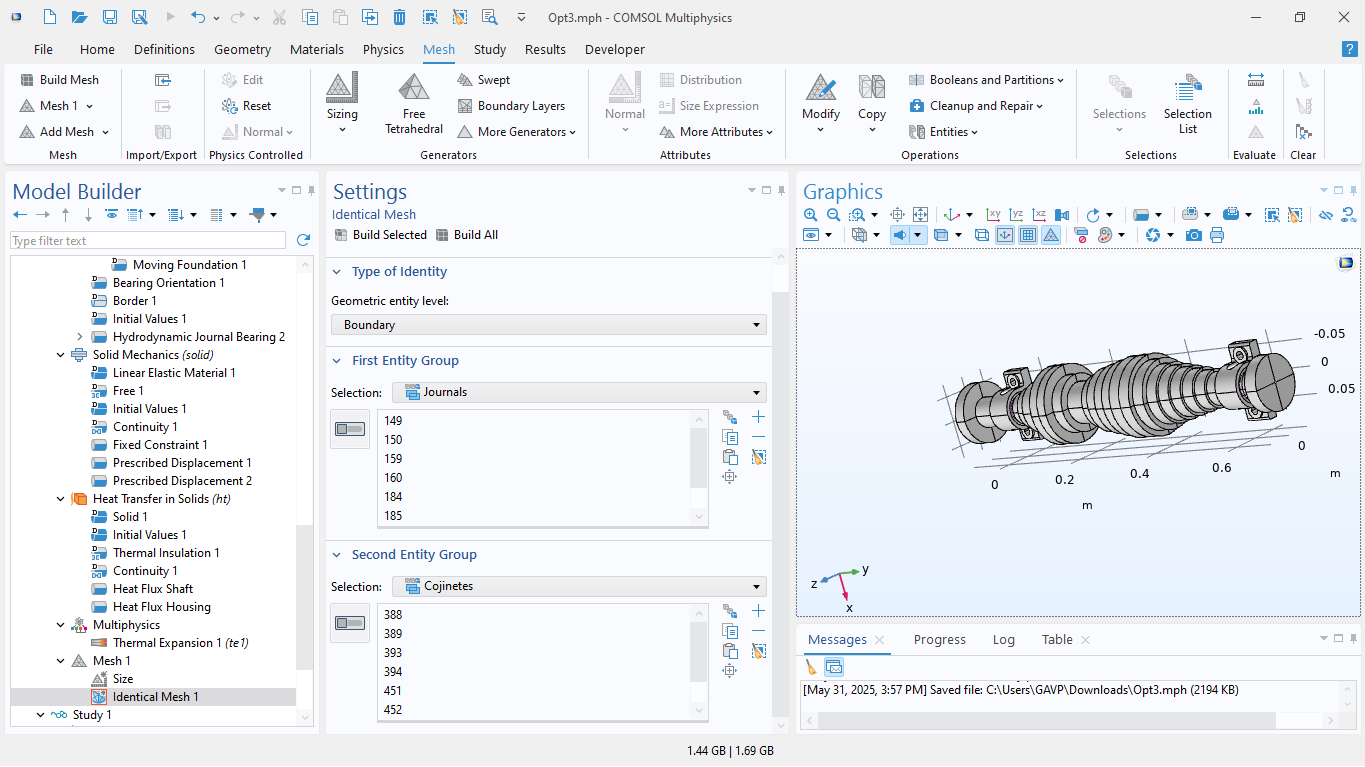 Opt3.mph - COMSOL Multiphysics
File Home Definitions Geometry Materials Physics Mesh Study Results Developer
?
Build Mesh
Mesh 1
Add Mesh
Mesh
Import/Export
Edit
Reset
Normal
Physics Controlled
Sizing
Free
Tetrahedral
Swept
Boundary Layers
More Generators
Generators
Normal
Distribution
Size Expression
More Attributes
Attributes
Modify
Copy
Booleans and Partitions
Cleanup and Repair
Entities
Operations
Selections
Selection
List
Selections
Evaluate
Clear
Model Builder
Type filter text
Moving Foundation 1
Bearing Orientation 1
Border 1
Initial Values 1
Hydrodynamic Journal Bearing 2
Solid Mechanics (solid)
Linear Elastic Material 1
Free 1
Initial Values 1
Continuity 1
Fixed Constraint 1
Prescribed Displacement 1
Prescribed Displacement 2
Heat Transfer in Solids (ht)
Solid 1
Initial Values 1
Thermal Insulation 1
Continuity 1
Heat Flux Shaft
Heat Flux Housing
Multiphysics
Thermal Expansion 1 (te1)
Mesh 1
Size
Identical Mesh 1
Study 1
Settings
Identical Mesh
Build Selected Build All
Type of Identity
Geometric entity level:
Boundary
First Entity Group
Selection: Journals
149
150
159
160
184
185
Second Entity Group
Selection: Cojinetes
388
389
393
394
451
452
Graphics
xy yz xz
-0.05
0
0.05
0
m
0 0.2 0.4 0.6
m
y
z
x
Messages Progress Log Table
[May 31, 2025, 3:57 PM] Saved file: C:\Users\GAVP\Downloads\Opt3.mph (2194 KB)
1.44 GB | 1.69 GB